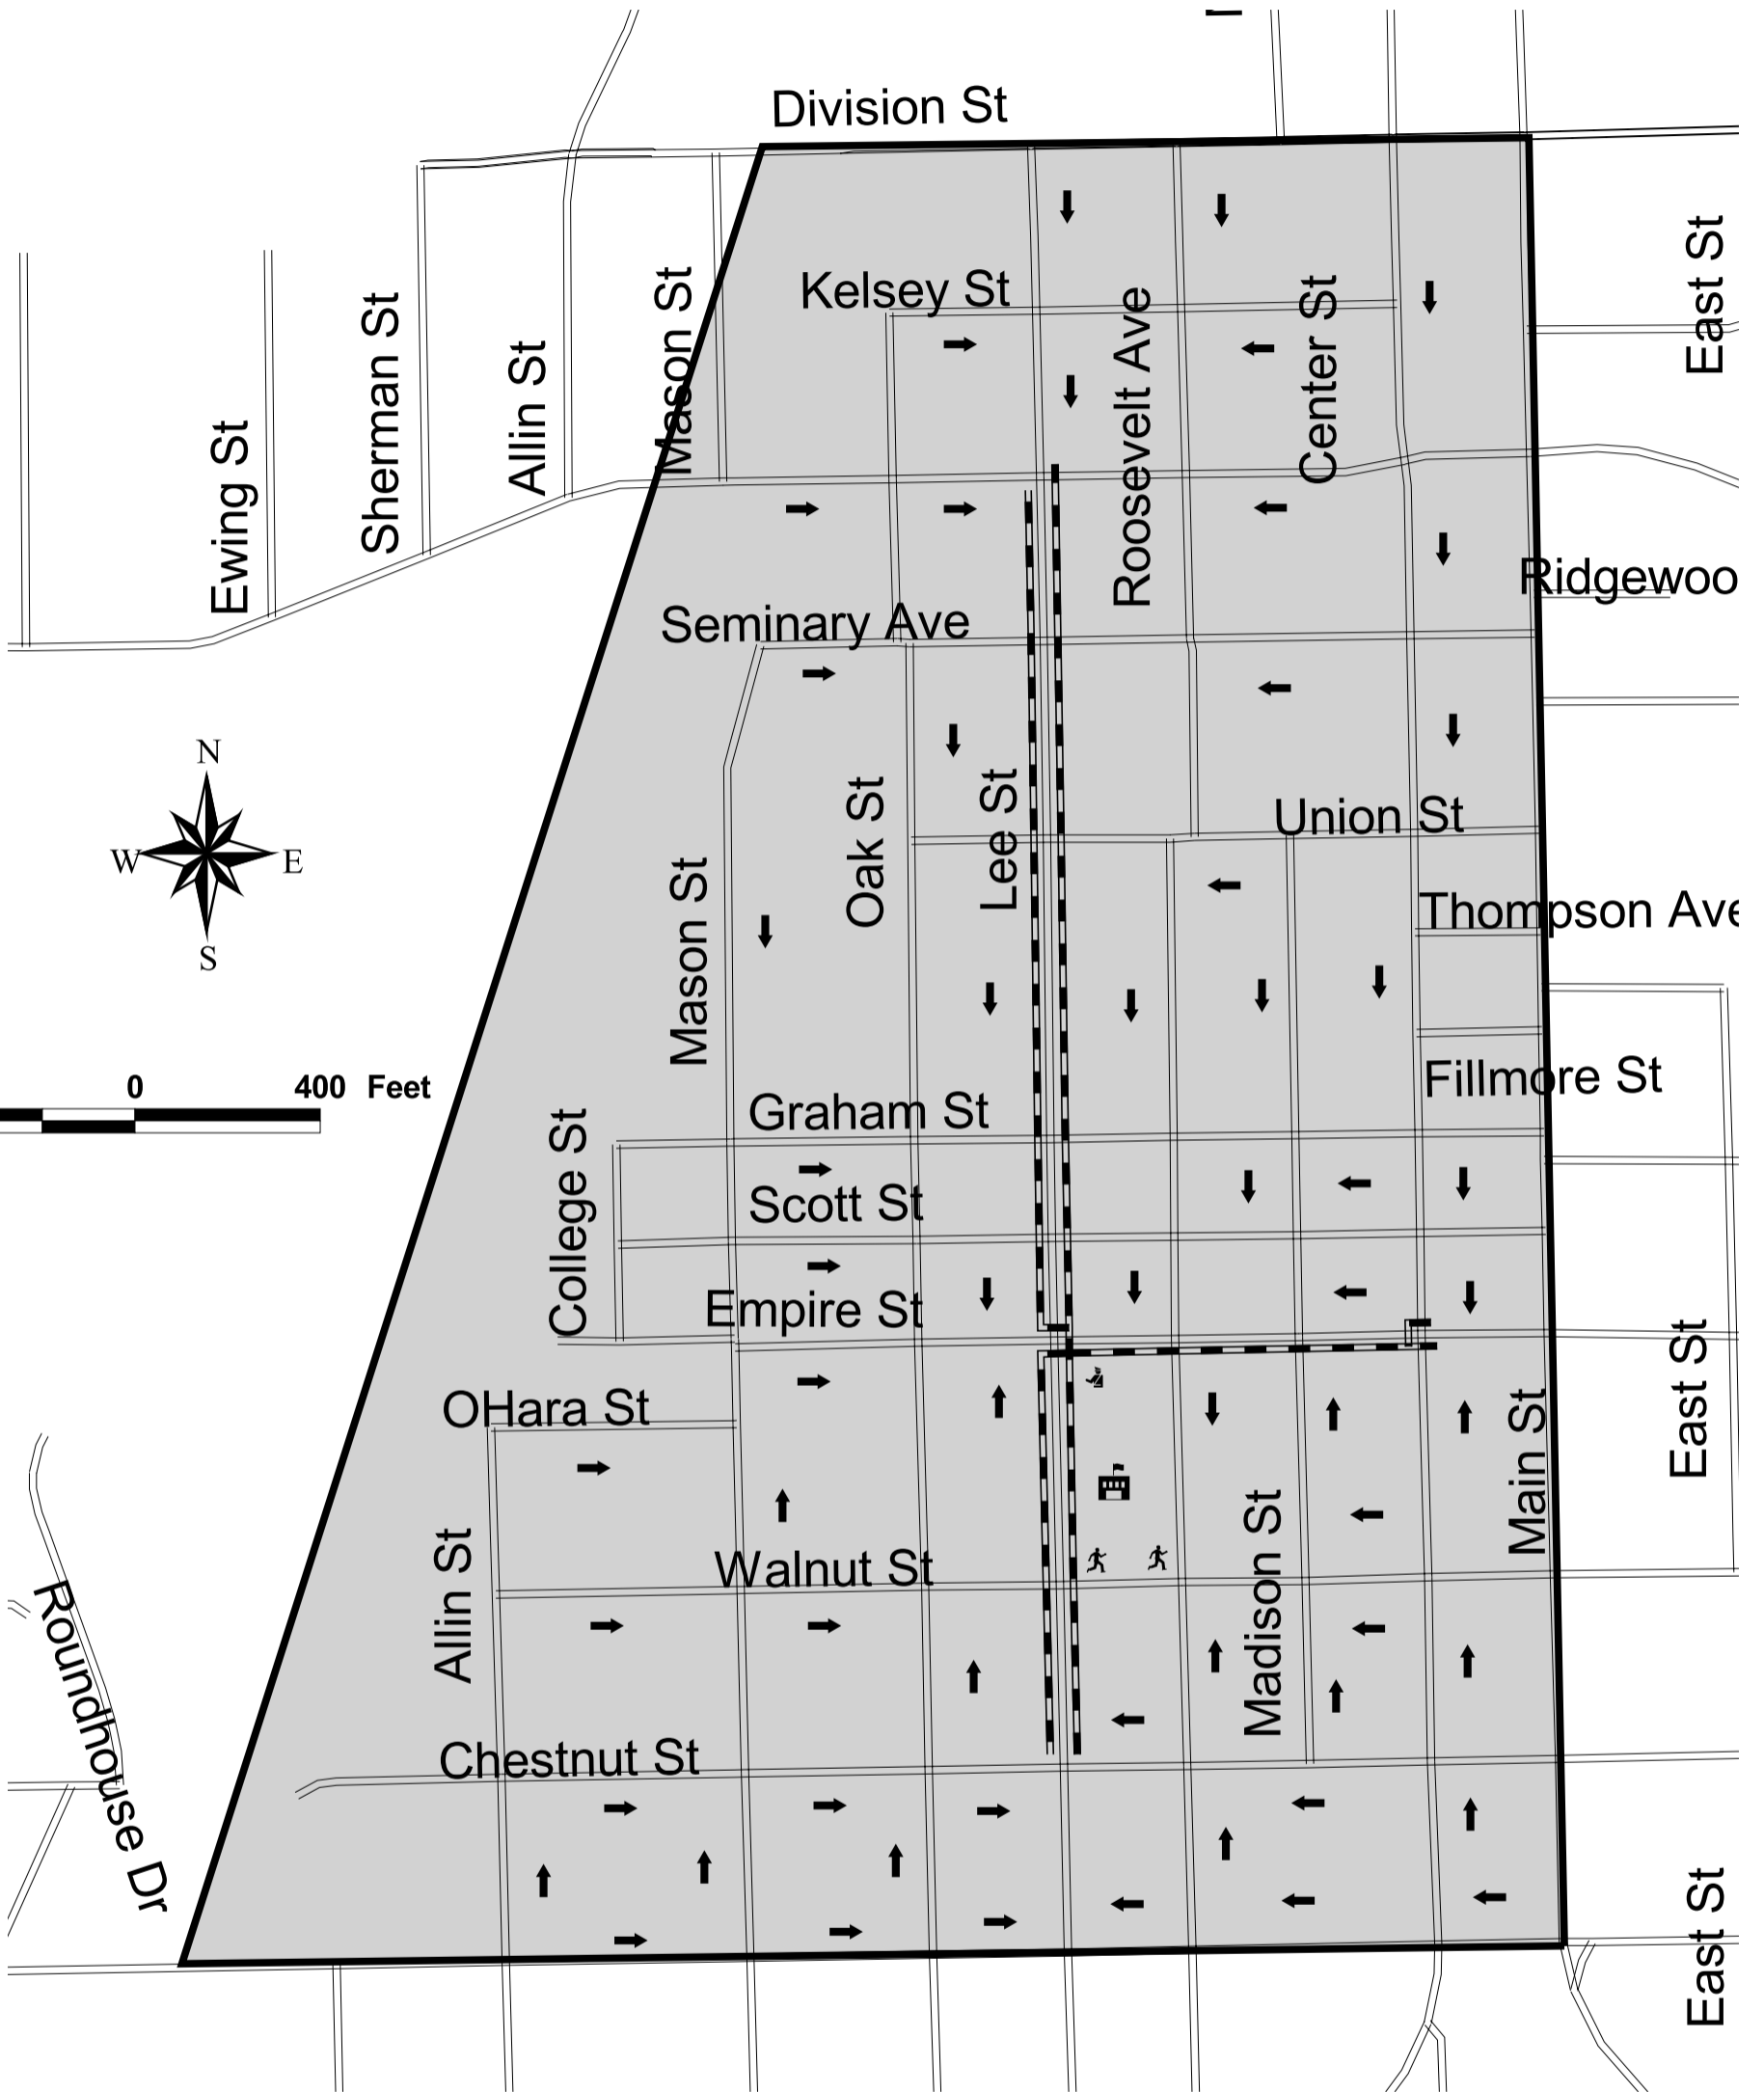 Division St
East St
Kelsey St
Mason St
Roosevelt Ave
Center St
Sherman St
Allin St
Ewing St
Ridgewoo
Seminary Ave
N
W
E
S
Oak St
Lee St
Union St
Mason St
Thompson Ave
0 400 Feet
Fillmore St
Graham St
College St
Scott St
Empire St
East St
OHara St
Main St
Madison St
Allin St
Walnut St
Roundhouse Dr
Chestnut St
East St